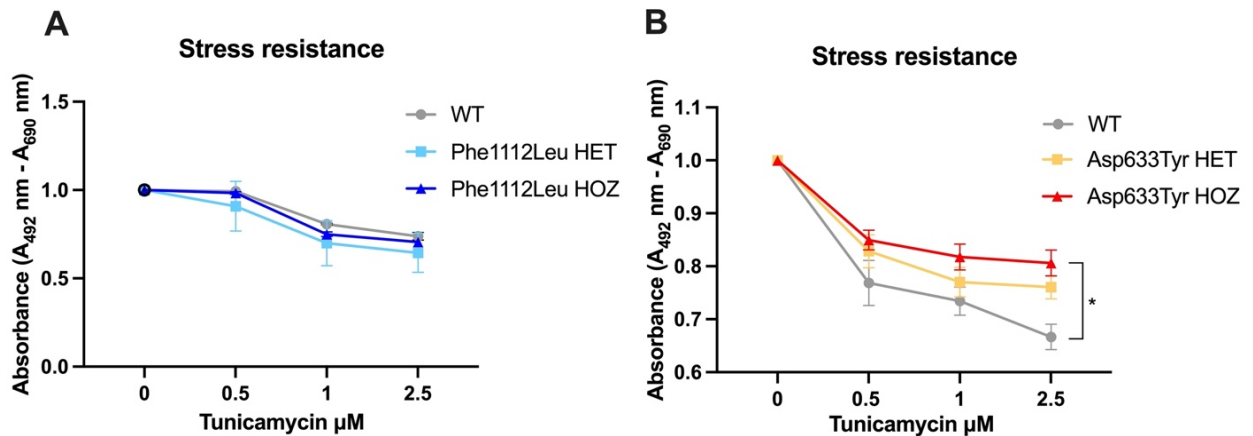 A
Stress resistance
Absorbance (A492 nm - A690 nm)
1.5
1.0
0.5
0.0
0
0.5
1
2.5
Tunicamycin µM
WT
Phe1112Leu HET
Phe1112Leu HOZ
B
Stress resistance
Absorbance (A492 nm - A690 nm)
1.1
1.0
0.9
0.8
0.7
0.6
0
0.5
1
2.5
Tunicamycin µM
WT
Asp633Tyr HET
Asp633Tyr HOZ
*